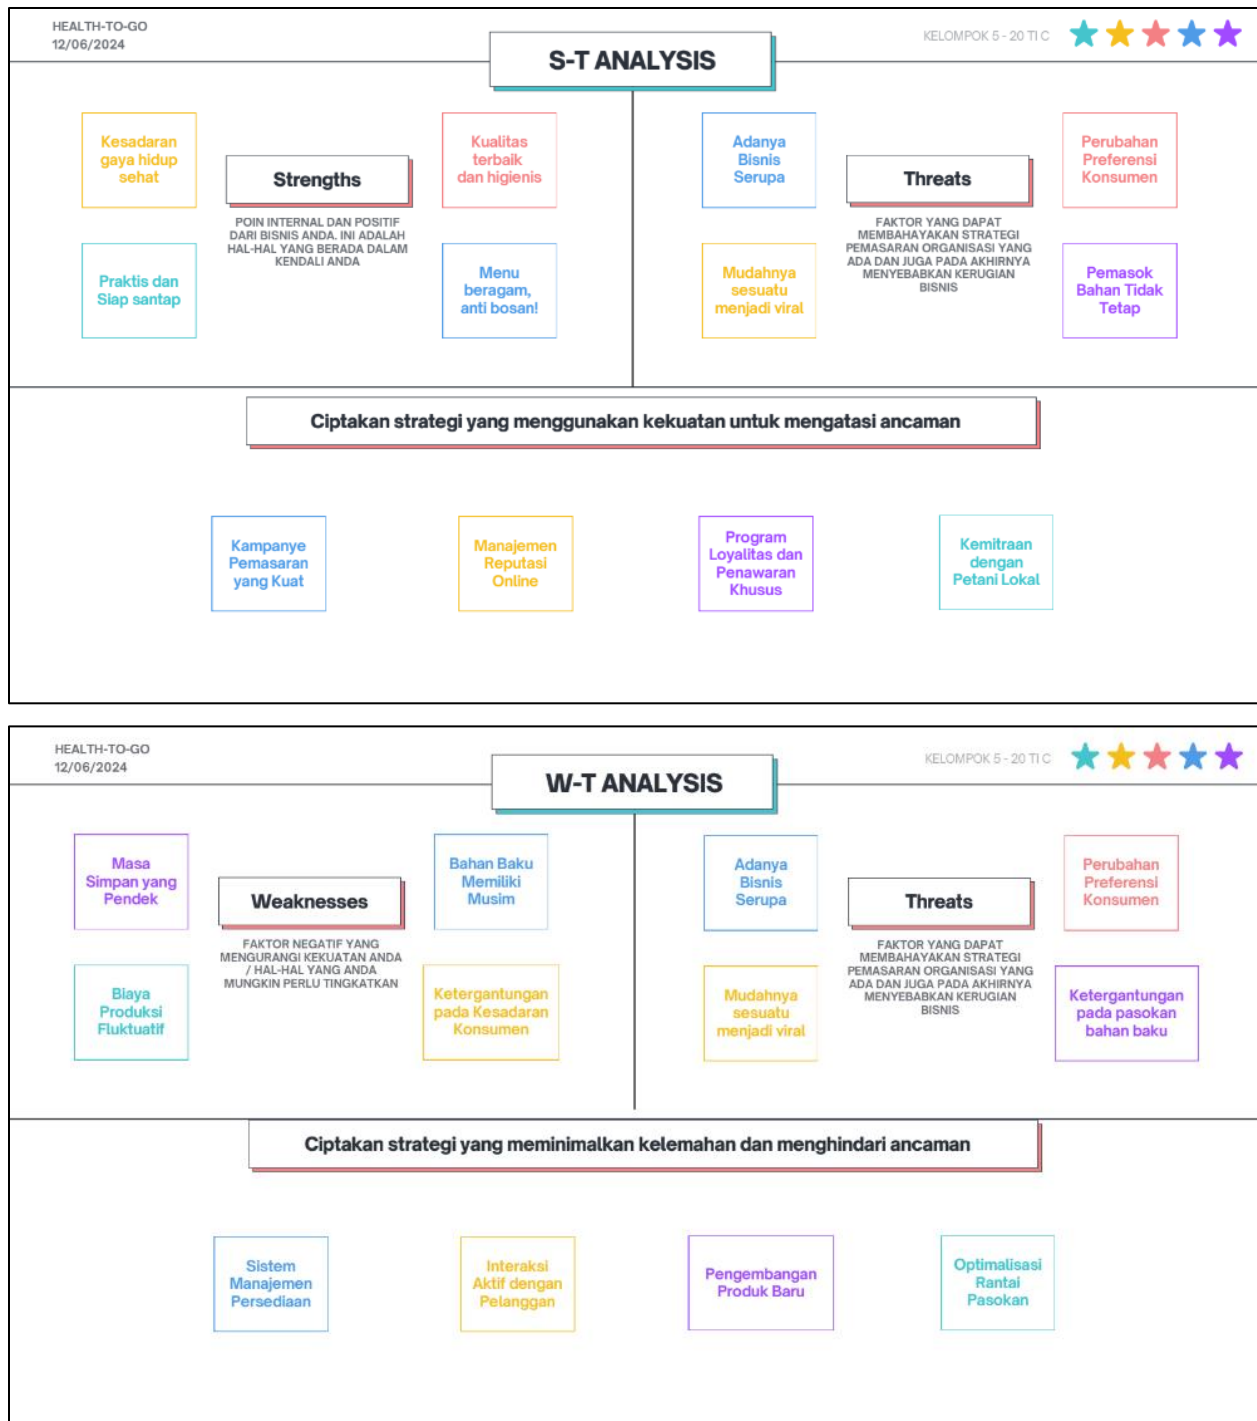 HEALTH-TO-GO
12/06/2024
KELOMPOK 5 - 20 TI C
S-T ANALYSIS
Kesadaran
gaya hidup
sehat
Strengths
Kualitas
terbaik
dan higienis
POIN INTERNAL DAN POSITIF
DARI BISNIS ANDA. INI ADALAH
HAL-HAL YANG BERADA DALAM
KENDALI ANDA
Praktis dan
Siap santap
Menu
beragam,
anti bosan!
Adanya
Bisnis
Serupa
Threats
Perubahan
Preferensi
Konsumen
FAKTOR YANG DAPAT
MEMBAHAYAKAN STRATEGI
PEMASARAN ORGANISASI YANG
ADA DAN JUGA PADA AKHIRNYA
MENYEBABKAN KERUGIAN
BISNIS
Mudahnya
sesuatu
menjadi viral
Pemasok
Bahan Tidak
Tetap
Ciptakan strategi yang menggunakan kekuatan untuk mengatasi ancaman
Kampanye
Pemasaran
yang Kuat
Manajemen
Reputasi
Online
Program
Loyalitas dan
Penawaran
Khusus
Kemitraan
dengan
Petani Lokal
HEALTH-TO-GO
12/06/2024
KELOMPOK 5 - 20 TI C
W-T ANALYSIS
Masa
Simpan yang
Pendek
Weaknesses
Bahan Baku
Memiliki
Musim
FAKTOR NEGATIF YANG
MENGURANGI KEKUATAN ANDA
/ HAL-HAL YANG ANDA
MUNGKIN PERLU TINGKATKAN
Biaya
Produksi
Fluktuatif
Ketergantungan
pada Kesadaran
Konsumen
Adanya
Bisnis
Serupa
Threats
Perubahan
Preferensi
Konsumen
FAKTOR YANG DAPAT
MEMBAHAYAKAN STRATEGI
PEMASARAN ORGANISASI YANG
ADA DAN JUGA PADA AKHIRNYA
MENYEBABKAN KERUGIAN
BISNIS
Mudahnya
sesuatu
menjadi viral
Ketergantungan
pada pasokan
bahan baku
Ciptakan strategi yang meminimalkan kelemahan dan menghindari ancaman
Sistem
Manajemen
Persediaan
Interaksi
Aktif dengan
Pelanggan
Pengembangan
Produk Baru
Optimalisasi
Rantai
Pasokan